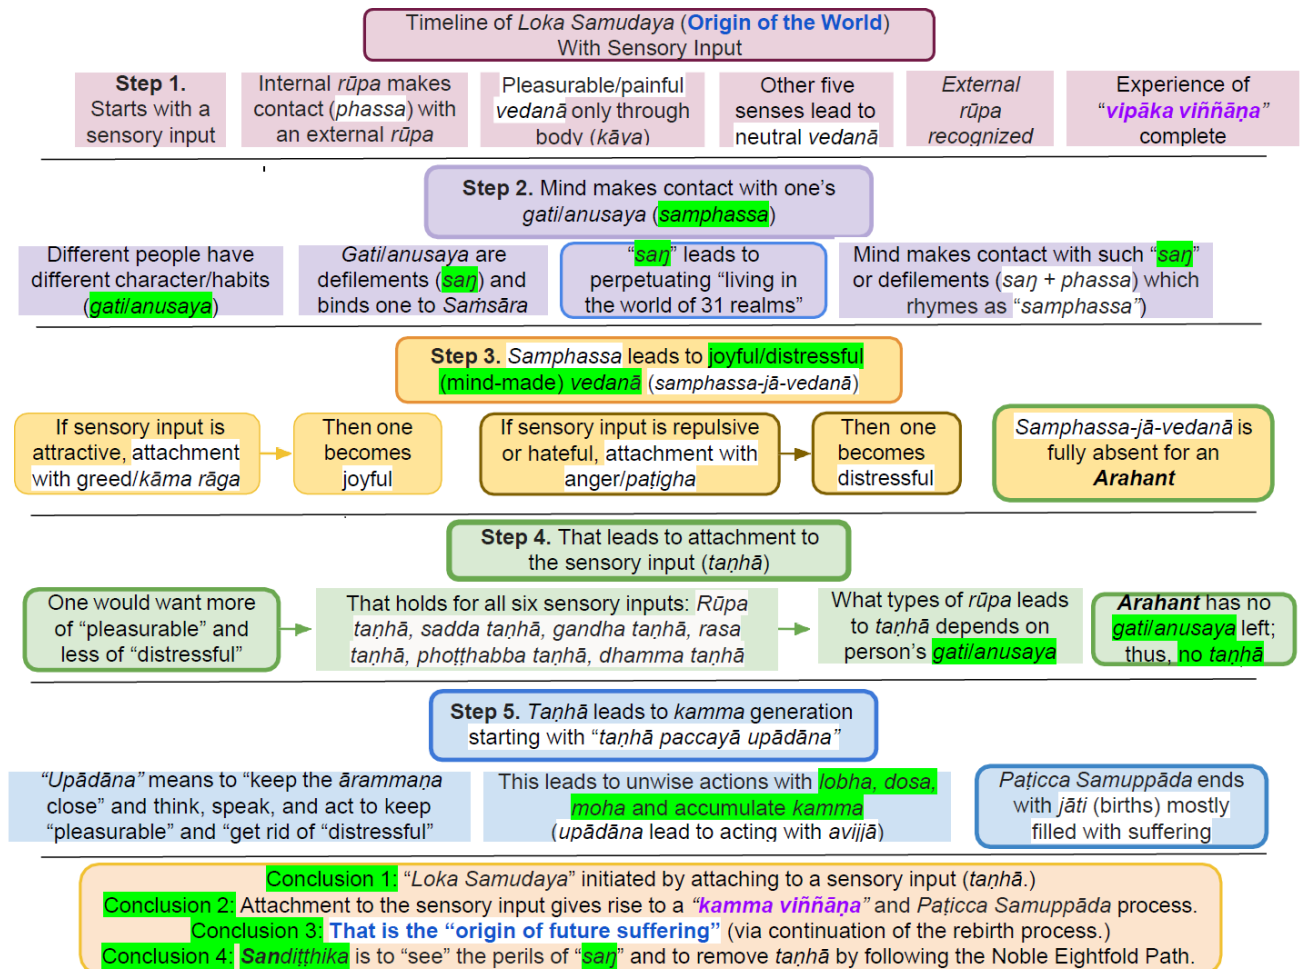 Timeline of Loka Samudaya (Origin of the World)
With Sensory Input
Step 1.
Starts with a
sensory input
Internal rūpa makes
contact (phassa) with
an external rūpa
Pleasurable/painful
vedanā only through
body (kāya)
Other five
senses lead to
neutral vedanā
External
rūpa
recognized
Experience of
“vipāka viññāṇa”
complete
Step 2. Mind makes contact with one’s
gati/anusaya (samphassa)
Different people have
different character/habits
(gati/anusaya)
Gati/anusaya are
defilements (saŋ) and
binds one to Saṁsāra
“saŋ” leads to
perpetuating “living in
the world of 31 realms”
Mind makes contact with such “saŋ”
or defilements (saŋ + phassa) which
rhymes as “samphassa”)
Step 3. Samphassa leads to joyful/distressful
(mind-made) vedanā (samphassa-jā-vedanā)
If sensory input is
attractive, attachment
with greed/kāma rāga
Then one
becomes
joyful
If sensory input is repulsive
or hateful, attachment with
anger/paṭigha
Then one
becomes
distressful
Samphassa-jā-vedanā is
fully absent for an
Arahant
Step 4. That leads to attachment to
the sensory input (taṇhā)
One would want more
of “pleasurable” and
less of “distressful”
That holds for all six sensory inputs: Rūpa
taṇhā, sadda taṇhā, gandha taṇhā, rasa
taṇhā, phoṭṭhabba taṇhā, dhamma taṇhā
What types of rūpa leads
to taṇhā depends on
person’s gati/anusaya
Arahant has no
gati/anusaya left;
thus, no taṇhā
Step 5. Taṇhā leads to kamma generation
starting with “taṇhā paccayā upādāna”
“Upādāna” means to “keep the ārammaṇa
close” and think, speak, and act to keep
“pleasurable” and “get rid of “distressful”
This leads to unwise actions with lobha, dosa,
moha and accumulate kamma
(upādāna lead to acting with avijjā)
Paṭicca Samuppāda ends
with jāti (births) mostly
filled with suffering
Conclusion 1: “Loka Samudaya” initiated by attaching to a sensory input (taṇhā.)
Conclusion 2: Attachment to the sensory input gives rise to a “kamma viññāṇa” and Paṭicca Samuppāda process.
Conclusion 3: That is the “origin of future suffering” (via continuation of the rebirth process.)
Conclusion 4: Sandiṭṭhika is to “see” the perils of “saŋ” and to remove taṇhā by following the Noble Eightfold Path.